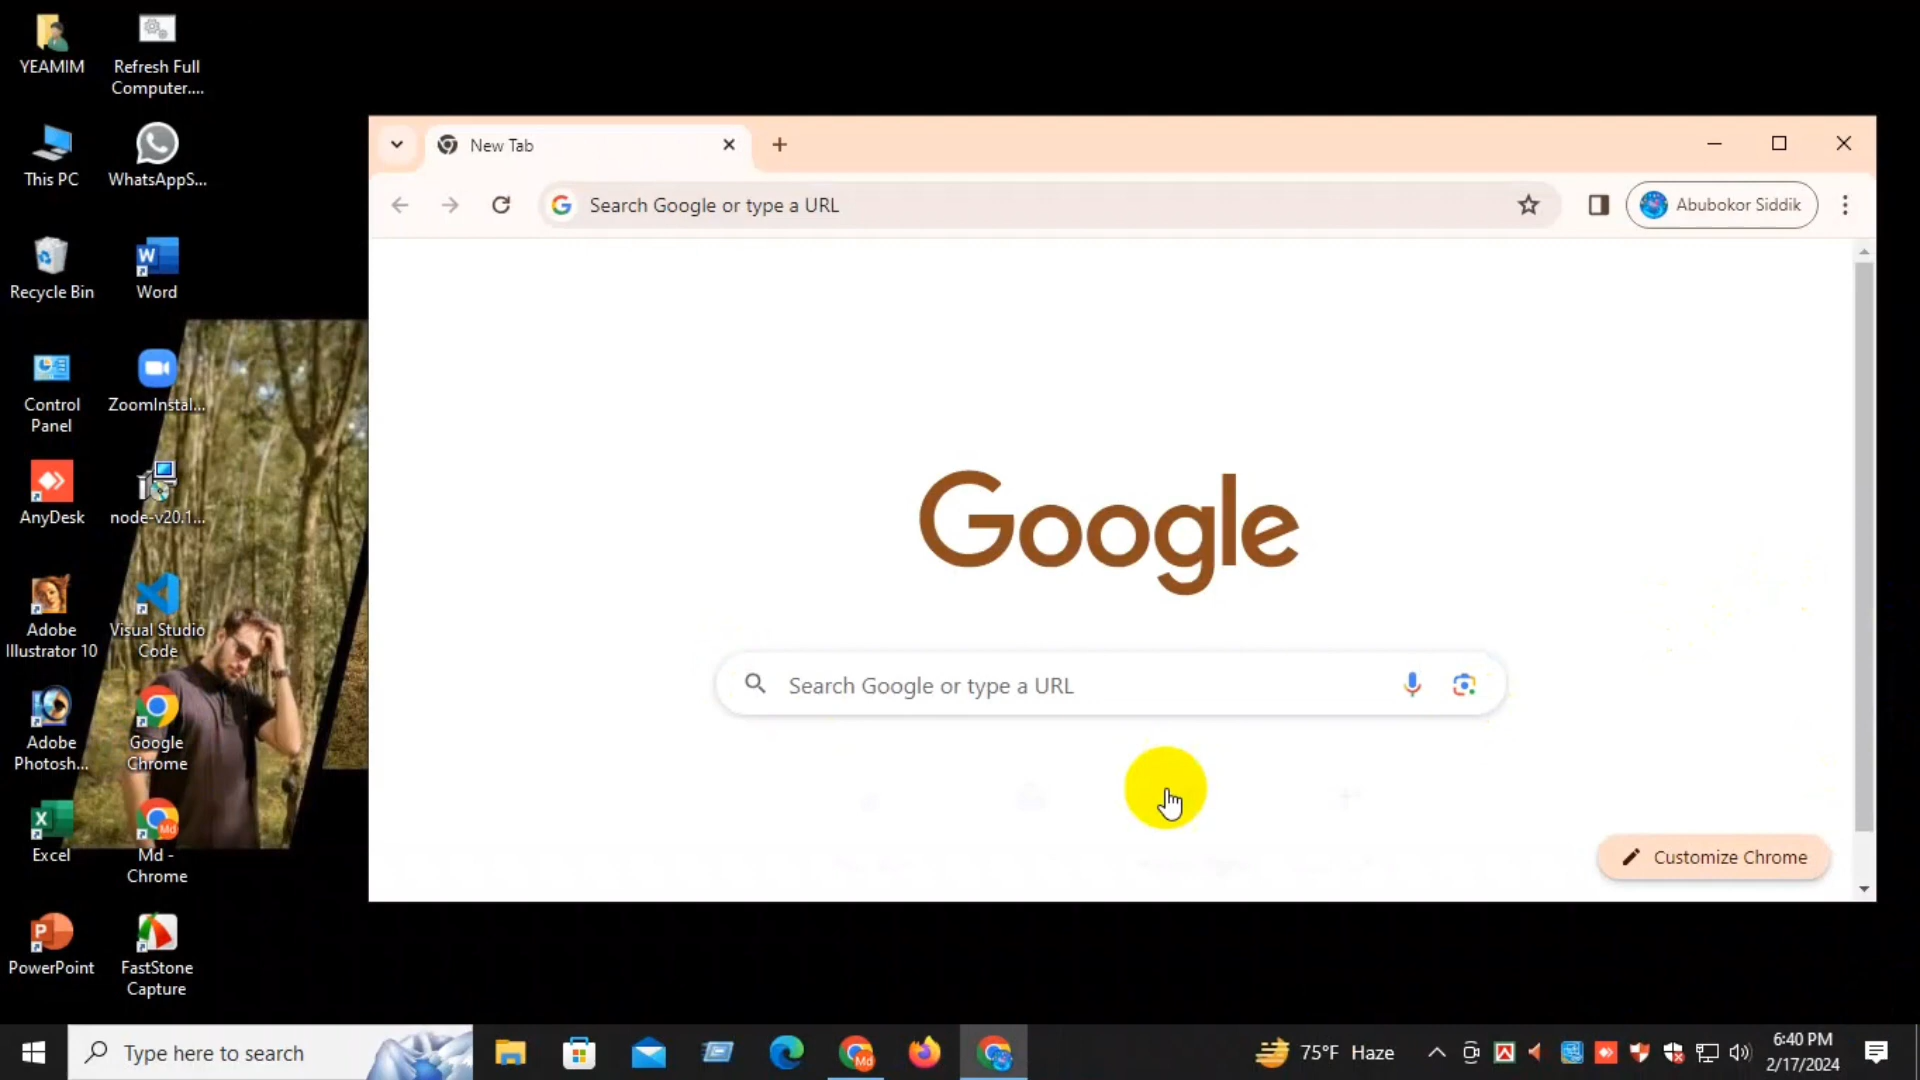 YEAMIM
Refresh Full
Computer....
This PC
WhatsAppS...
Recycle Bin
Word
Control
Panel
ZoomInstal...
AnyDesk
node-v20.1...
Adobe
Illustrator 10
Visual Studio
Code
Adobe
Photosh...
Google
Chrome
Excel
Md -
Chrome
PowerPoint
FastStone
Capture
New Tab
Search Google or type a URL
Abubokor Siddik
Google
Search Google or type a URL
Customize Chrome
Type here to search
75°F Haze
6:40 PM
2/17/2024